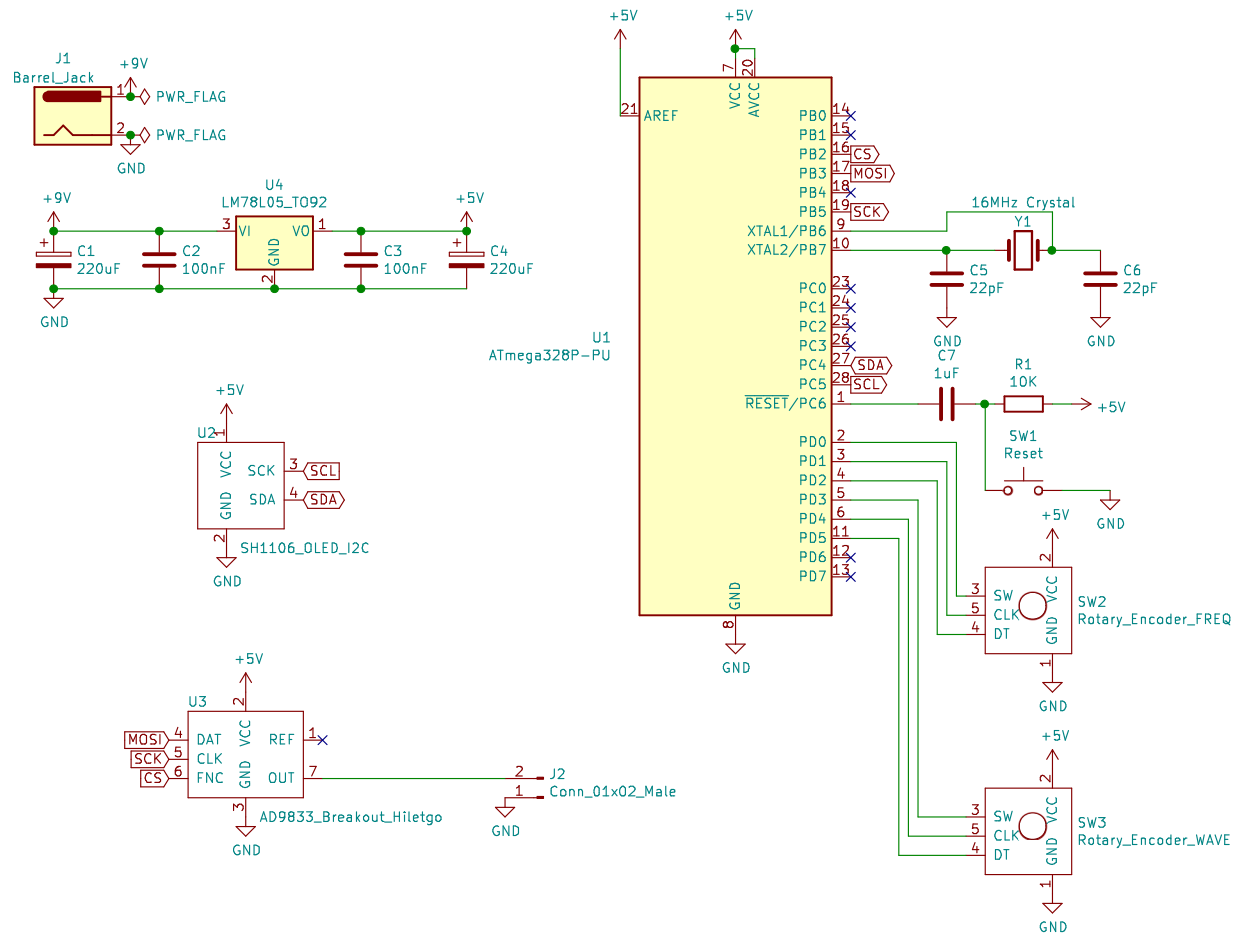 J1
Barrel_Jack
+9V
1
PWR_FLAG
2
PWR_FLAG
GND
+9V
+
C1
220uF
GND
C2
100nF
U4
LM78L05_TO92
3
VI
VO
1
GND
2
C3
100nF
+5V
+
C4
220uF
+5V
U2
1
VCC
GND
SCK
3
SCL
SDA
4
SDA
2
SH1106_OLED_I2C
GND
+5V
U3
2
MOSI
4
DAT
SCK
5
CLK
CS
6
FNC
VCC
GND
REF
1
OUT
7
3
AD9833_Breakout_Hiletgo
GND
2
1
J2
Conn_01x02_Male
GND
+5V
+5V
7
20
VCC
AVCC
21
AREF
U1
ATmega328P-PU
PB0
14
PB1
15
PB2
16
CS
PB3
17
MOSI
PB4
18
PB5
19
SCK
XTAL1/PB6
9
XTAL2/PB7
10
PC0
23
PC1
24
PC2
25
PC3
26
PC4
27
SDA
PC5
28
SCL
RESET/PC6
1
PD0
2
PD1
3
PD2
4
PD3
5
PD4
6
PD5
11
PD6
12
PD7
13
GND
8
GND
16MHz Crystal
Y1
C5
22pF
GND
C6
22pF
GND
C7
1uF
R1
10K
+5V
SW1
Reset
GND
+5V
2
3
SW
5
CLK
4
DT
VCC
GND
1
SW2
Rotary_Encoder_FREQ
GND
+5V
2
3
SW
5
CLK
4
DT
VCC
GND
1
SW3
Rotary_Encoder_WAVE
GND